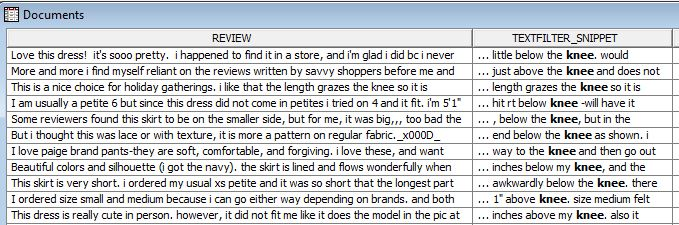 Documents
REVIEW TEXTFILTER_SNIPPET
Love this dress!  it's sooo pretty.  i happened to find it in a store, and i'm glad i did bc i never ... little below the knee. would
More and more i find myself reliant on the reviews written by savvy shoppers before me and ... just above the knee and does not
This is a nice choice for holiday gatherings. i like that the length grazes the knee so it is ... length grazes the knee so it is
I am usually a petite 6 but since this dress did not come in petites i tried on 4 and it fit. i'm 5'1" ... hit rt below knee -will have it
Some reviewers found this skirt to be on the smaller side, but for me, it was big,,, too bad the ... , below the knee, but in the
But i thought this was lace or with texture, it is more a pattern on regular fabric._x000D_ ... end below the knee as shown. i
I love paige brand pants-they are soft, comfortable, and forgiving. i love these, and want ... way to the knee and then go out
Beautiful colors and silhouette (i got the navy). the skirt is lined and flows wonderfully when ... inches below my knee, and the
This skirt is very short. i ordered my usual xs petite and it was so short that the longest part ... awkwardly below the knee. there
I ordered size small and medium because i can go either way depending on brands. and both ... 1" above knee. size medium felt
This dress is really cute in person. however, it did not fit me like it does the model in the pic at ... inches above my knee. also it